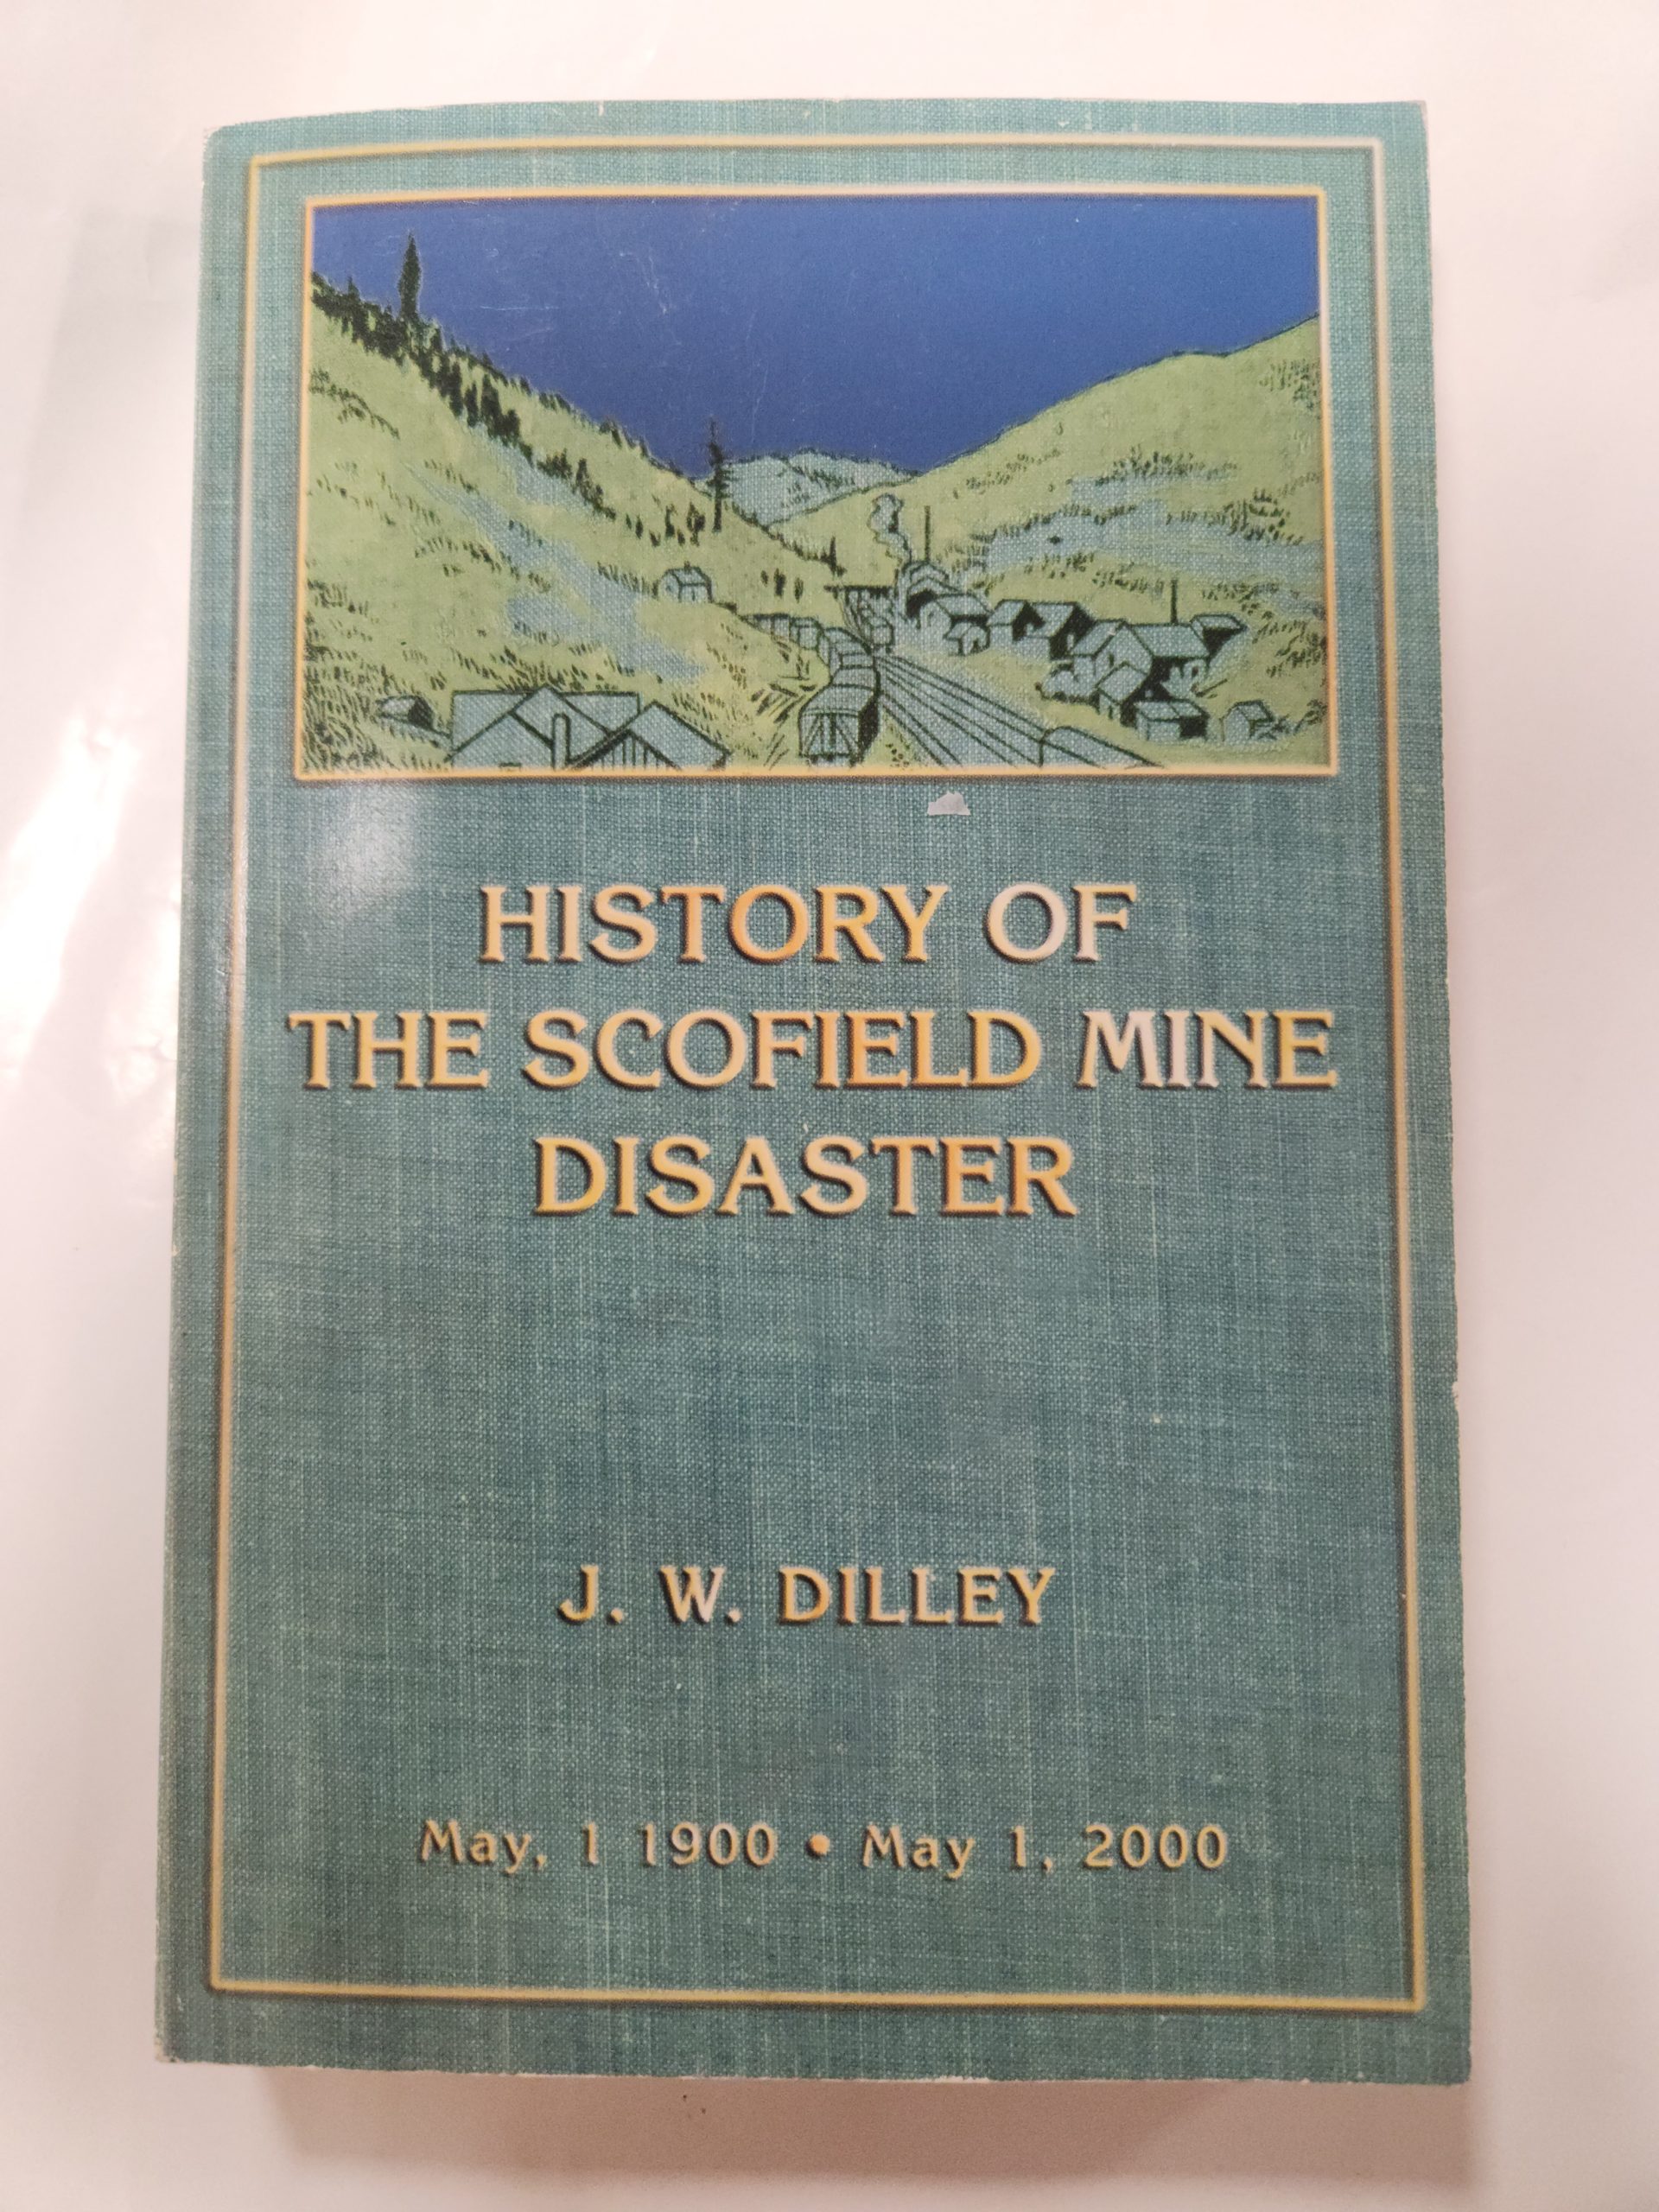 HISTORY OF
THE SCOFIELD MINE
DISASTER
J. W. DILLEY
May, 1 1900 • May 1, 2000